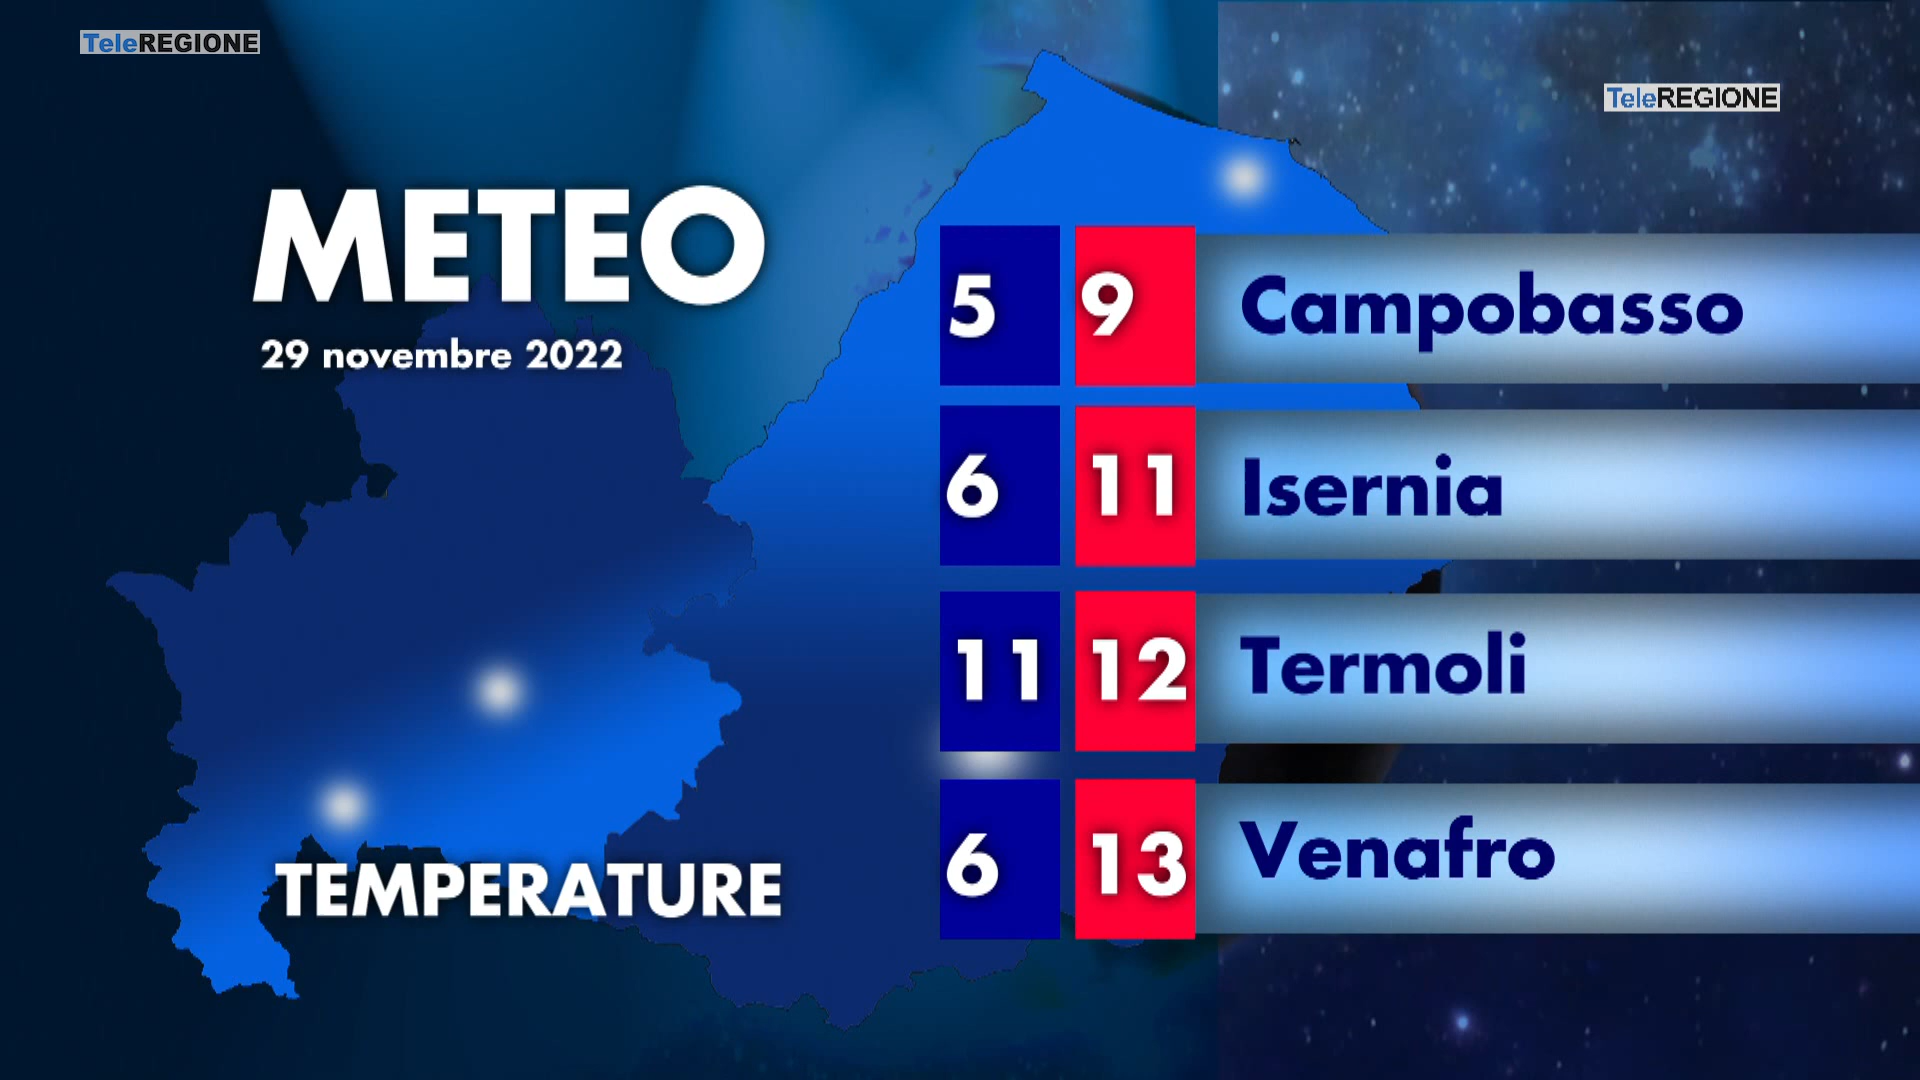 TeleREGIONE
TeleREGIONE
METEO
29 novembre 2022
5 9 Campobasso
6 11 Isernia
11 12 Termoli
6 13 Venafro
TEMPERATURE